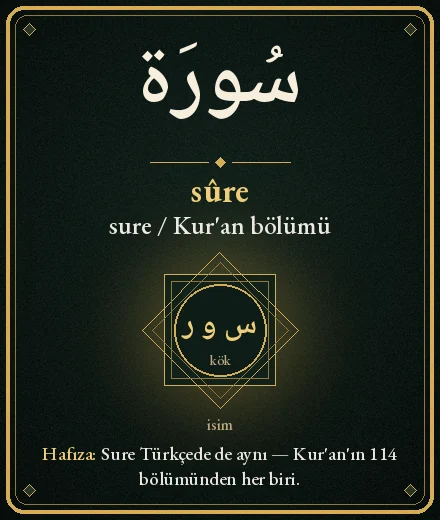 سُورَة
sûre
sure / Kur'an bölümü
س و ر
kök
isim
Hafıza: Sure Türkçede de aynı — Kur'an'ın 114
bölümünden her biri.